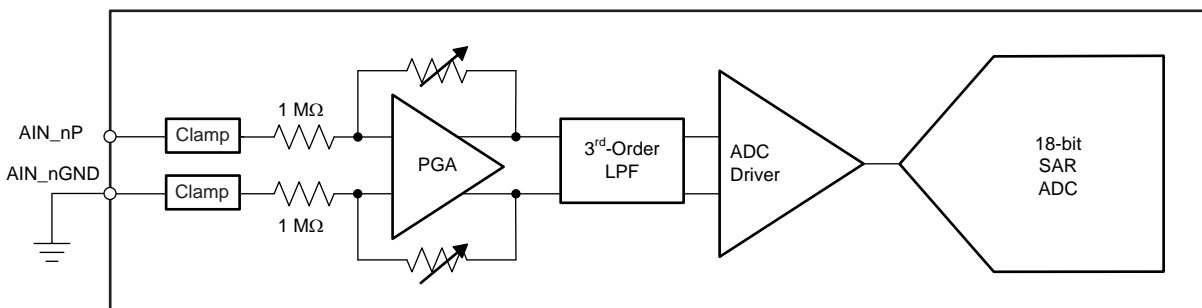 AIN_nP
AIN_nGND
Clamp
Clamp
1 MΩ
1 MΩ
PGA
3rd-Order
LPF
ADC
Driver
18-bit
SAR
ADC